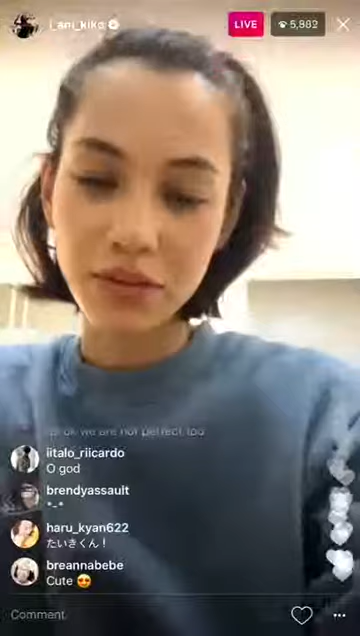 i_am_kiko
LIVE
5,882
ok we are not perfect too
iitalo_riicardo
O god
brendyassault
*-*
haru_kyan622
たいきくん！
breannabebe
Cute 😍
Comment